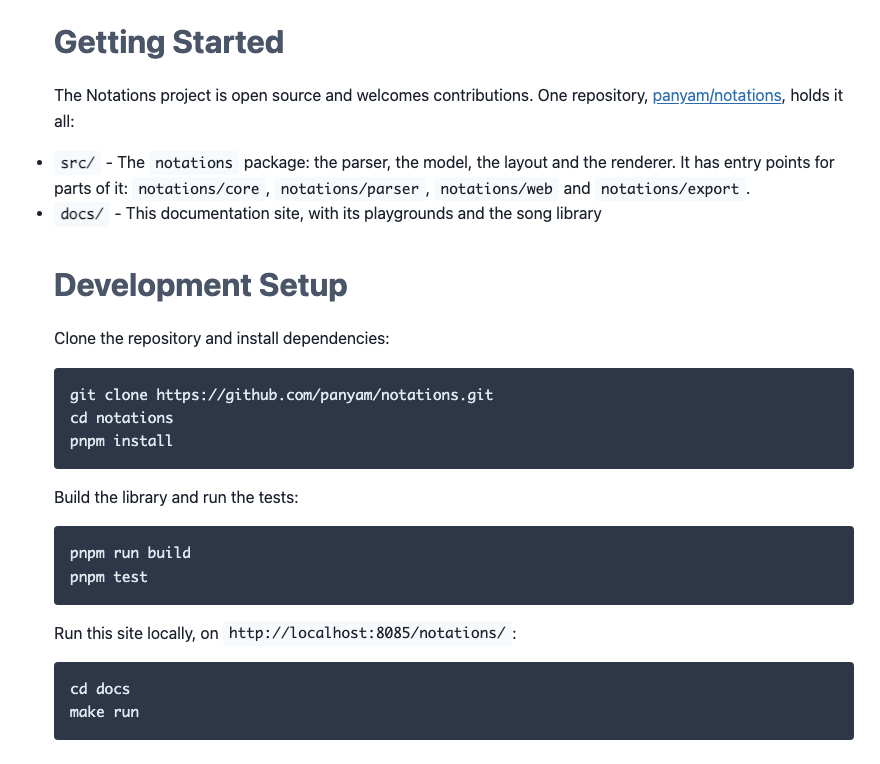 Getting Started
The Notations project is open source and welcomes contributions. One repository, panyam/notations, holds it
all:
• src/ - The notations package: the parser, the model, the layout and the renderer. It has entry points for
parts of it: notations/core, notations/parser, notations/web and notations/export.
• docs/ - This documentation site, with its playgrounds and the song library
Development Setup
Clone the repository and install dependencies:
git clone https://github.com/panyam/notations.git
cd notations
pnpm install
Build the library and run the tests:
pnpm run build
pnpm test
Run this site locally, on http://localhost:8085/notations/:
cd docs
make run